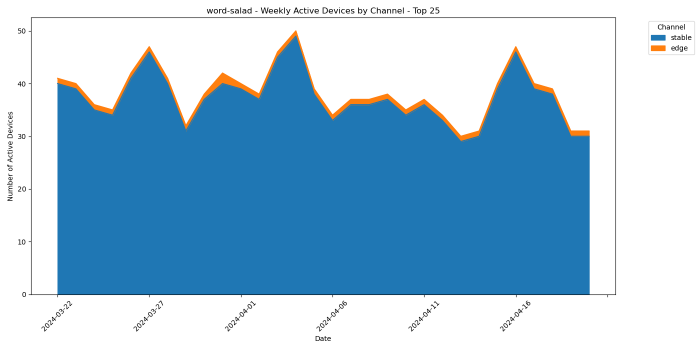 word-salad - Weekly Active Devices by Channel - Top 25
Channel
stable
edge
Number of Active Devices
50
40
30
20
10
0
2024-03-22
2024-03-27
2024-04-01
2024-04-06
2024-04-11
2024-04-16
Date